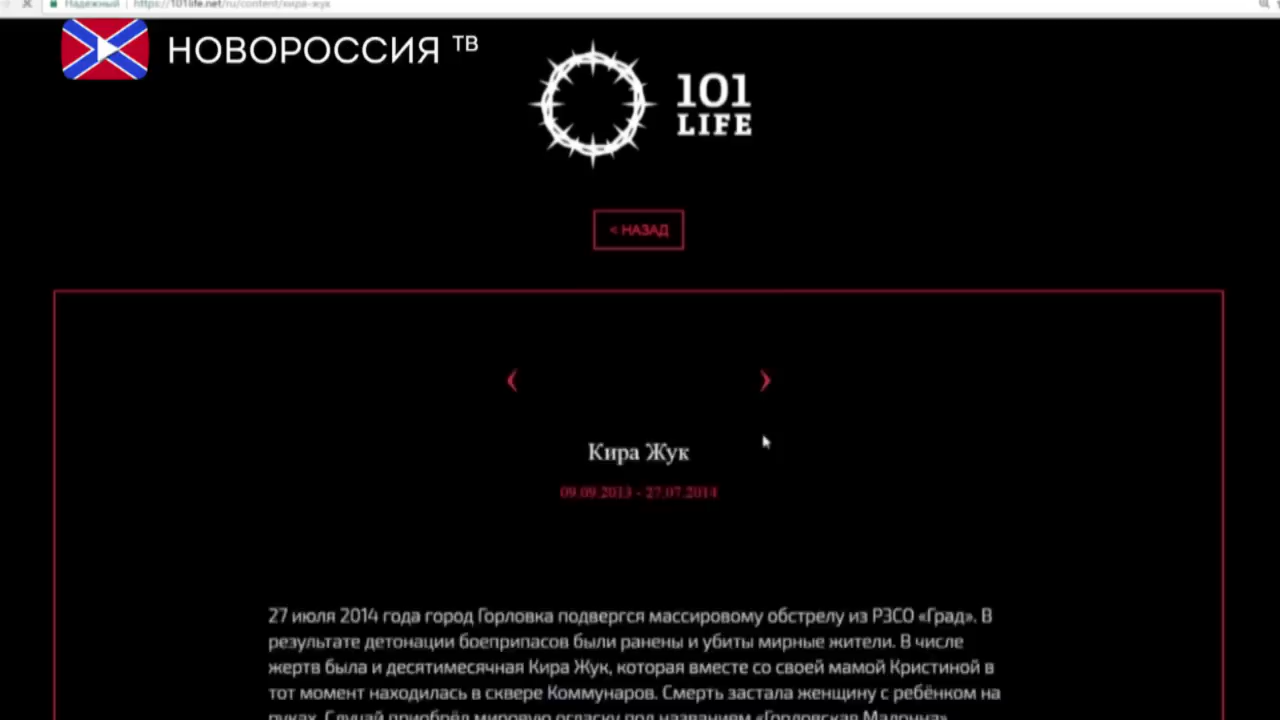 Надежный https://101life.net/ru/content/кира-жук
НОВОРОССИЯ ТВ
101
LIFE
< НАЗАД
Кира Жук
09.09.2013 - 27.07.2014
27 июля 2014 года город Горловка подвергся массировому обстрелу из РЗСО «Град». В
результате детонации боеприпасов были ранены и убиты мирные жители. В числе
жертв была и десятимесячная Кира Жук, которая вместе со своей мамой Кристиной в
тот момент находилась в сквере Коммунаров. Смерть застала женщину с ребёнком на
руках. Случай приобрёл мировую огласку под названием «Горловская Мадонна».